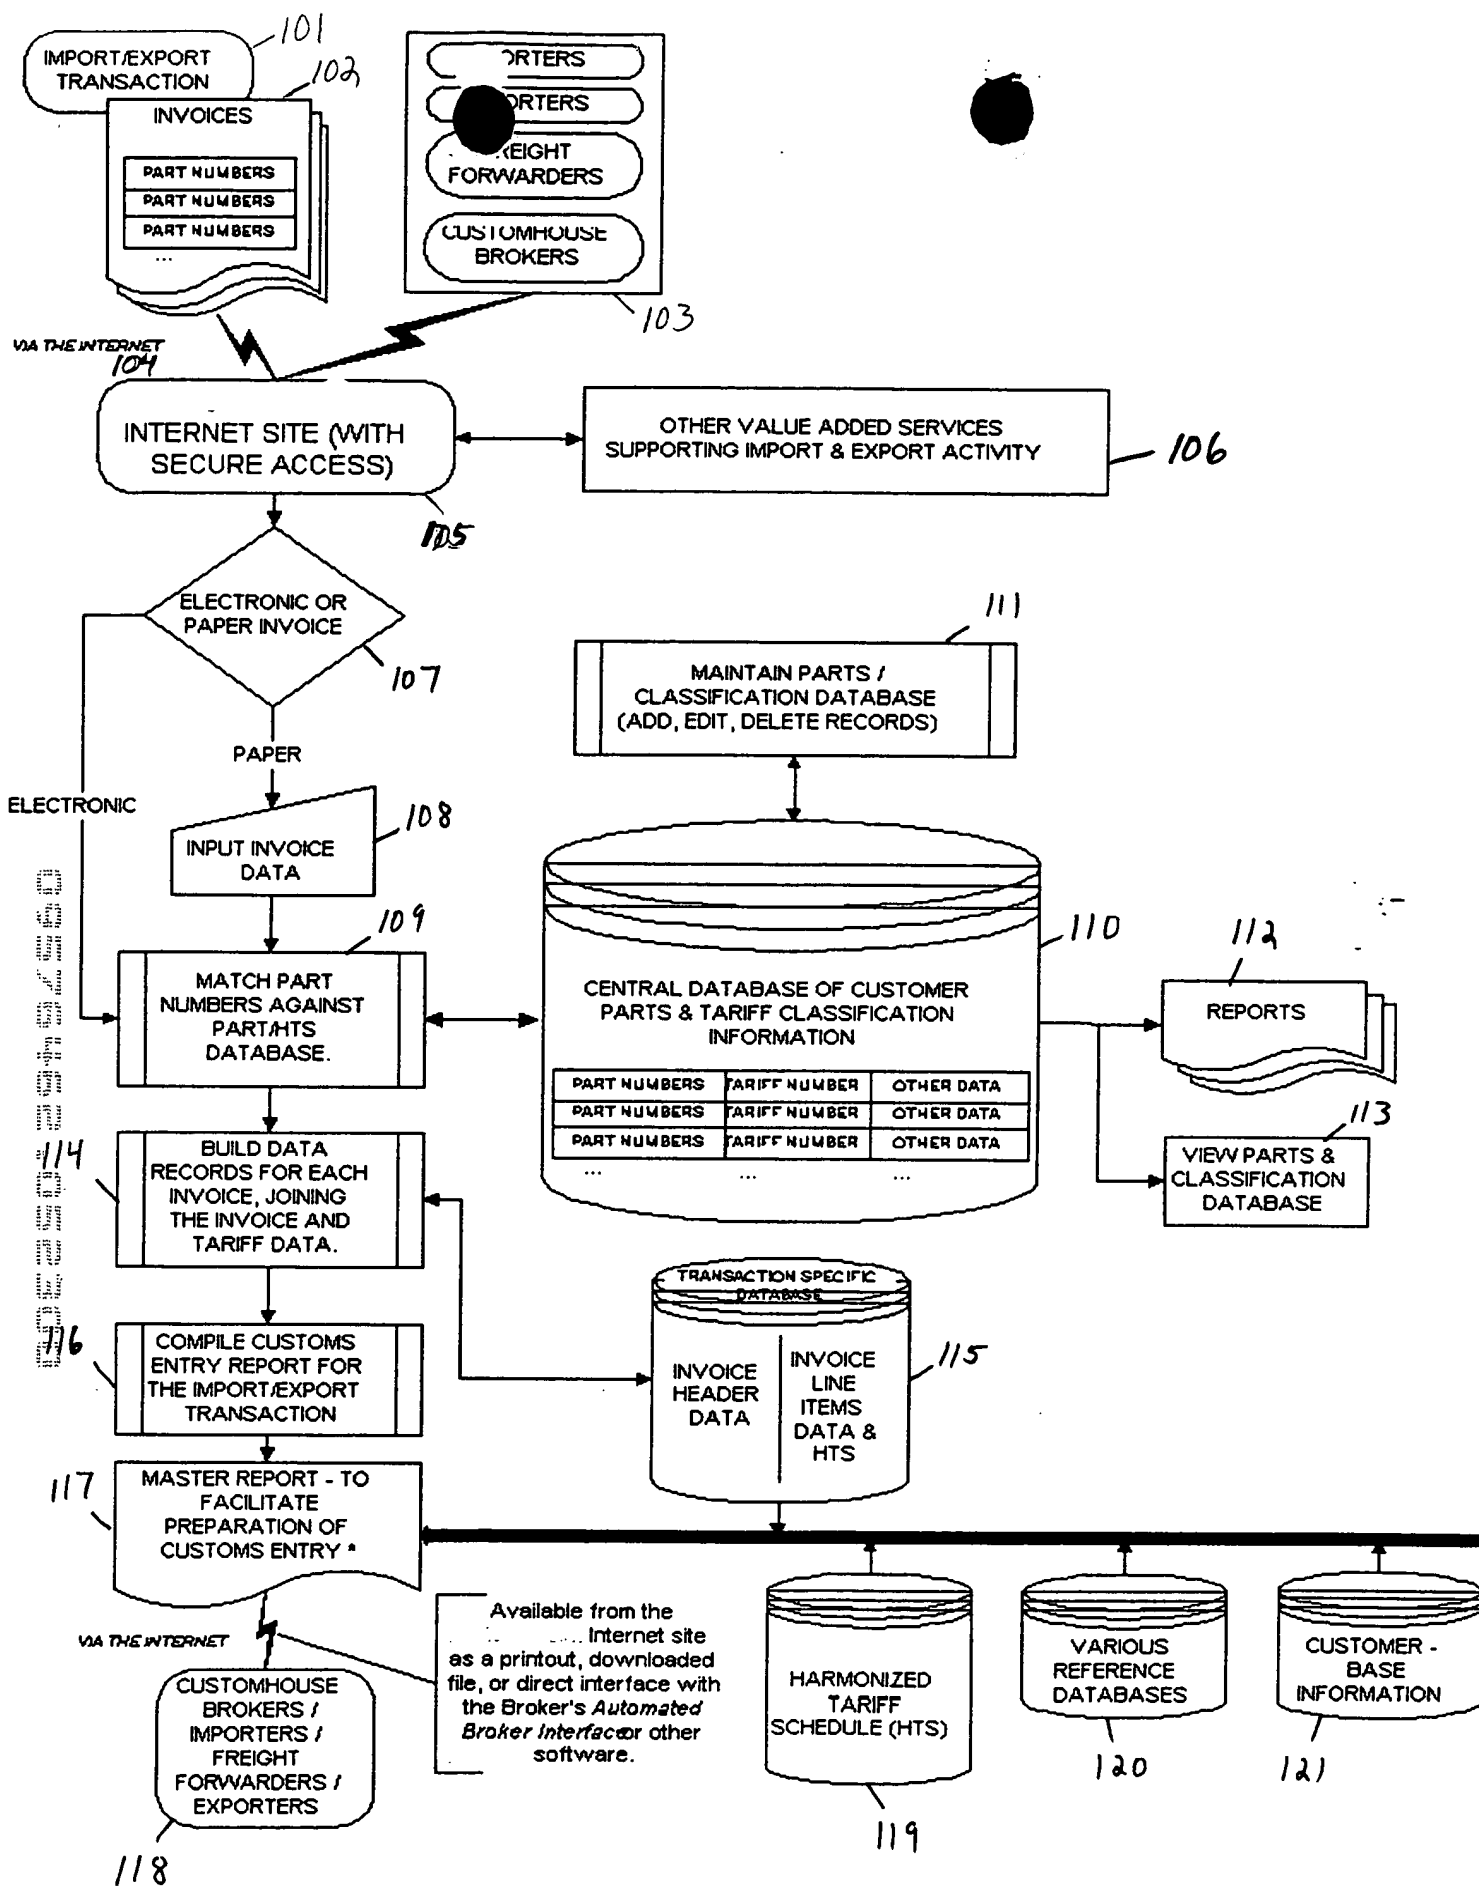 101
IMPORT/EXPORT
TRANSACTION
102
INVOICES
PART NUMBERS
PART NUMBERS
PART NUMBERS
...
ORTERS
ORTERS
REIGHT
FORWARDERS
CUSTOMHOUSE
BROKERS
103
VIA THE INTERNET
104
INTERNET SITE (WITH
SECURE ACCESS)
105
OTHER VALUE ADDED SERVICES
SUPPORTING IMPORT & EXPORT ACTIVITY
106
ELECTRONIC OR
PAPER INVOICE
107
PAPER
ELECTRONIC
INPUT INVOICE
DATA
108
109
MATCH PART
NUMBERS AGAINST
PART/HTS
DATABASE.
111
MAINTAIN PARTS /
CLASSIFICATION DATABASE
(ADD, EDIT, DELETE RECORDS)
110
CENTRAL DATABASE OF CUSTOMER
PARTS & TARIFF CLASSIFICATION
INFORMATION
PART NUMBERS TARIFF NUMBER OTHER DATA
PART NUMBERS TARIFF NUMBER OTHER DATA
PART NUMBERS TARIFF NUMBER OTHER DATA
... ... ...
112
REPORTS
113
VIEW PARTS &
CLASSIFICATION
DATABASE
114
BUILD DATA
RECORDS FOR EACH
INVOICE, JOINING
THE INVOICE AND
TARIFF DATA.
TRANSACTION SPECIFIC
DATABASE
INVOICE
HEADER
DATA
INVOICE
LINE
ITEMS
DATA &
HTS
115
116
COMPILE CUSTOMS
ENTRY REPORT FOR
THE IMPORT/EXPORT
TRANSACTION
117
MASTER REPORT - TO
FACILITATE
PREPARATION OF
CUSTOMS ENTRY *
VIA THE INTERNET
CUSTOMHOUSE
BROKERS /
IMPORTERS /
FREIGHT
FORWARDERS /
EXPORTERS
118
Available from the
Internet site
as a printout, downloaded
file, or direct interface with
the Broker's Automated
Broker Interface or other
software.
HARMONIZED
TARIFF
SCHEDULE (HTS)
119
VARIOUS
REFERENCE
DATABASES
120
CUSTOMER -
BASE
INFORMATION
121